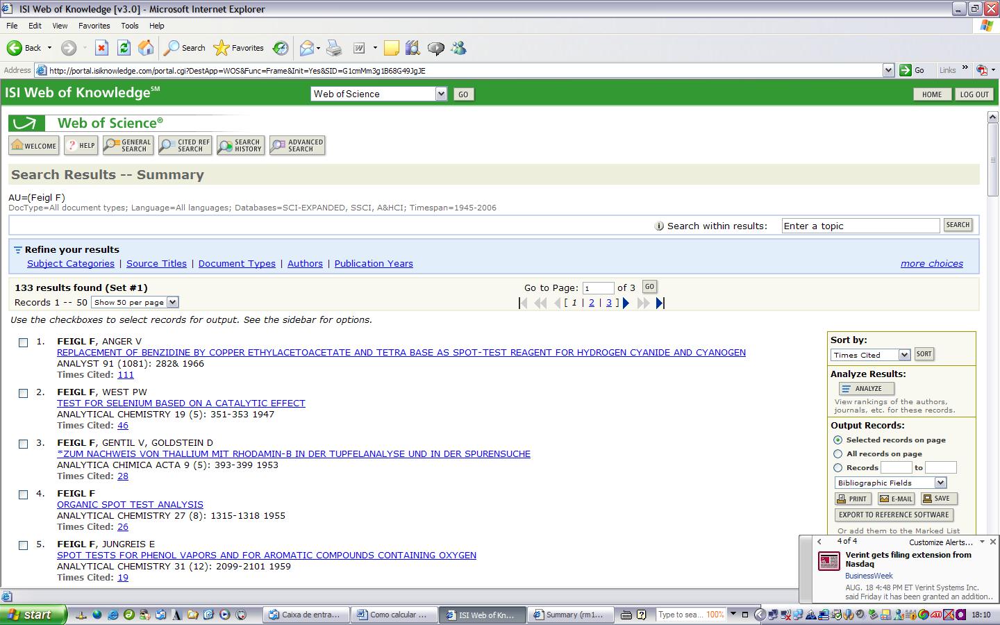 ISI Web of Knowledge [v3.0] - Microsoft Internet Explorer
File Edit View Favorites Tools Help
Back Search Favorites
Address http://portal.isiknowledge.com/portal.cgi?DestApp=WOS&Func=Frame&Init=Yes&SID=G1cmMm3g1B68G49JgJE Go Links »
ISI Web of Knowledge℠ Web of Science GO HOME LOG OUT
Web of Science®
WELCOME HELP GENERAL SEARCH CITED REF SEARCH SEARCH HISTORY ADVANCED SEARCH
Search Results -- Summary
AU=(Feigl F)
DocType=All document types; Language=All languages; Databases=SCI-EXPANDED, SSCI, A&HCI; Timespan=1945-2006
Search within results: Enter a topic SEARCH
Refine your results
Subject Categories | Source Titles | Document Types | Authors | Publication Years more choices
133 results found (Set #1) Go to Page: 1 of 3 GO
Records 1 -- 50 Show 50 per page [ 1 | 2 | 3 ]
Use the checkboxes to select records for output. See the sidebar for options.
1. FEIGL F, ANGER V
REPLACEMENT OF BENZIDINE BY COPPER ETHYLACETOACETATE AND TETRA BASE AS SPOT-TEST REAGENT FOR HYDROGEN CYANIDE AND CYANOGEN
ANALYST 91 (1081): 282& 1966
Times Cited: 111
2. FEIGL F, WEST PW
TEST FOR SELENIUM BASED ON A CATALYTIC EFFECT
ANALYTICAL CHEMISTRY 19 (5): 351-353 1947
Times Cited: 46
3. FEIGL F, GENTIL V, GOLDSTEIN D
*ZUM NACHWEIS VON THALLIUM MIT RHODAMIN-B IN DER TUPFELANALYSE UND IN DER SPURENSUCHE
ANALYTICA CHIMICA ACTA 9 (5): 393-399 1953
Times Cited: 28
4. FEIGL F
ORGANIC SPOT TEST ANALYSIS
ANALYTICAL CHEMISTRY 27 (8): 1315-1318 1955
Times Cited: 26
5. FEIGL F, JUNGREIS E
SPOT TESTS FOR PHENOL VAPORS AND FOR AROMATIC COMPOUNDS CONTAINING OXYGEN
ANALYTICAL CHEMISTRY 31 (12): 2099-2101 1959
Times Cited: 19
Sort by:
Times Cited SORT
Analyze Results:
ANALYZE
View rankings of the authors,
journals, etc. for these records.
Output Records:
Selected records on page
All records on page
Records to
Bibliographic Fields
PRINT E-MAIL SAVE
EXPORT TO REFERENCE SOFTWARE
Or add them to the Marked List
4 of 4 Customize Alerts...
Verint gets filing extension from
Nasdaq
BusinessWeek
AUG. 18 4:48 PM ET Verint Systems Inc.
said Friday it has been granted an addition..
start Caixa de entra... Como calcular ... ISI Web of Kn... Summary (rm1... Type to sea... 100% 18:10